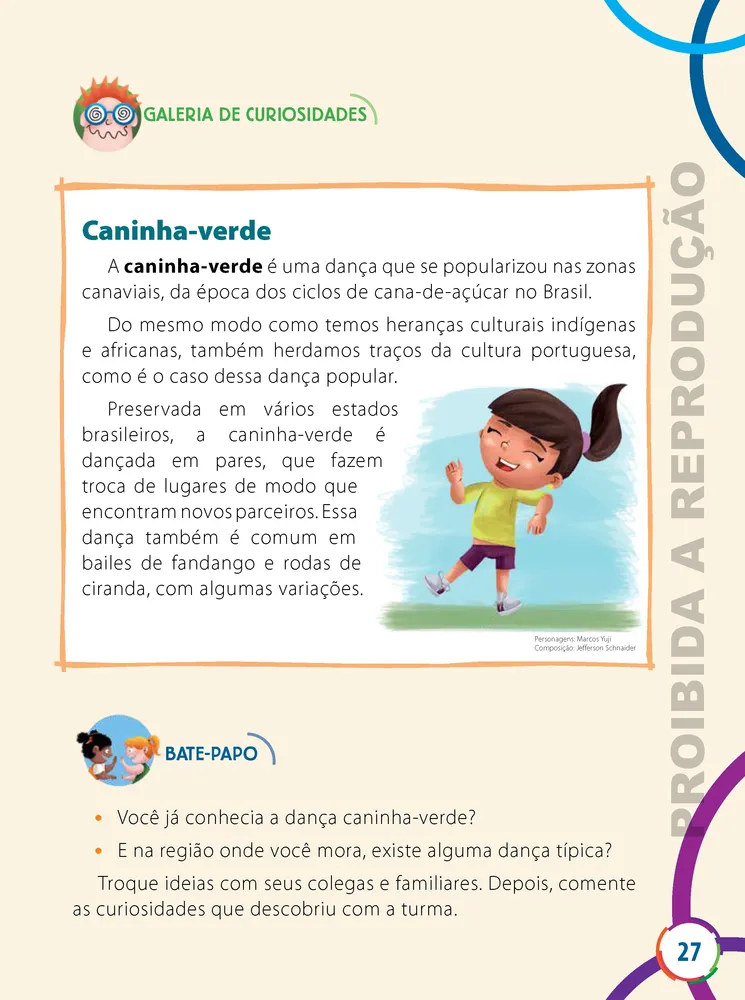 GALERIA DE CURIOSIDADES
Caninha-verde
A caninha-verde é uma dança que se popularizou nas zonas
canaviais, da época dos ciclos de cana-de-açúcar no Brasil.
Do mesmo modo como temos heranças culturais indígenas
e africanas, também herdamos traços da cultura portuguesa,
como é o caso dessa dança popular.
Preservada em vários estados
brasileiros, a caninha-verde é
dançada em pares, que fazem
troca de lugares de modo que
encontram novos parceiros. Essa
dança também é comum em
bailes de fandango e rodas de
ciranda, com algumas variações.
Personagens: Marcos Yuji
Composição: Jefferson Schnaider
BATE-PAPO
• Você já conhecia a dança caninha-verde?
• E na região onde você mora, existe alguma dança típica?
Troque ideias com seus colegas e familiares. Depois, comente
as curiosidades que descobriu com a turma.
PROIBIDA A REPRODUÇÃO
27